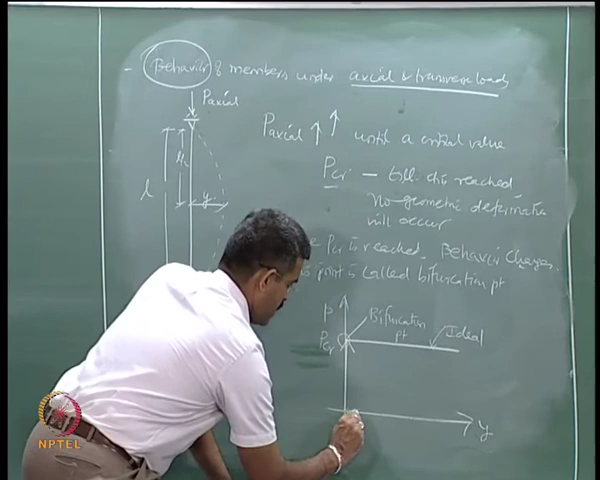 - Behavior of members under axial & transverse loads
Paxial
Paxial ↑ ↑ until a critical value
Pcr - till this reached
No geometric deformation
will occur
l
y
Pcr is reached, Behavior changes.
point is called bifurcation pt
P
Bifurcation
pt
Ideal
Pcr
y
NPTEL